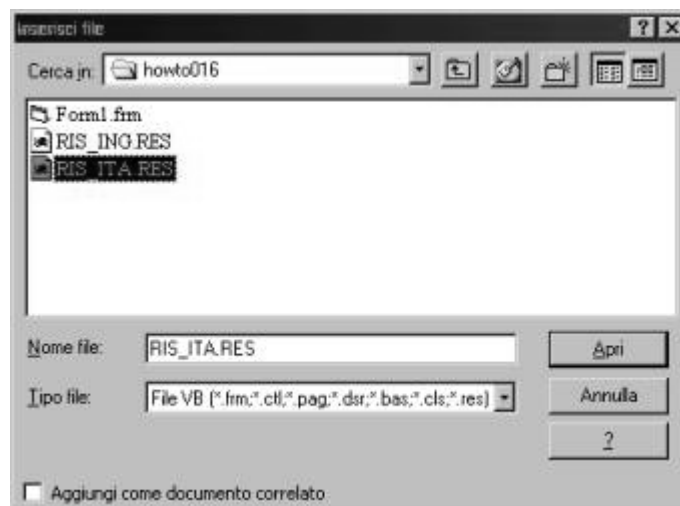 Inserisci file
? ×
Cerca in: howto016
Form1.frm
RIS_ING.RES
RIS_ITA.RES
Nome file: RIS_ITA.RES Apri
Tipo file: File VB (*.frm;*.ctl;*.pag;*.dsr;*.bas;*.cls;*.res) Annulla
?
Aggiungi come documento correlato